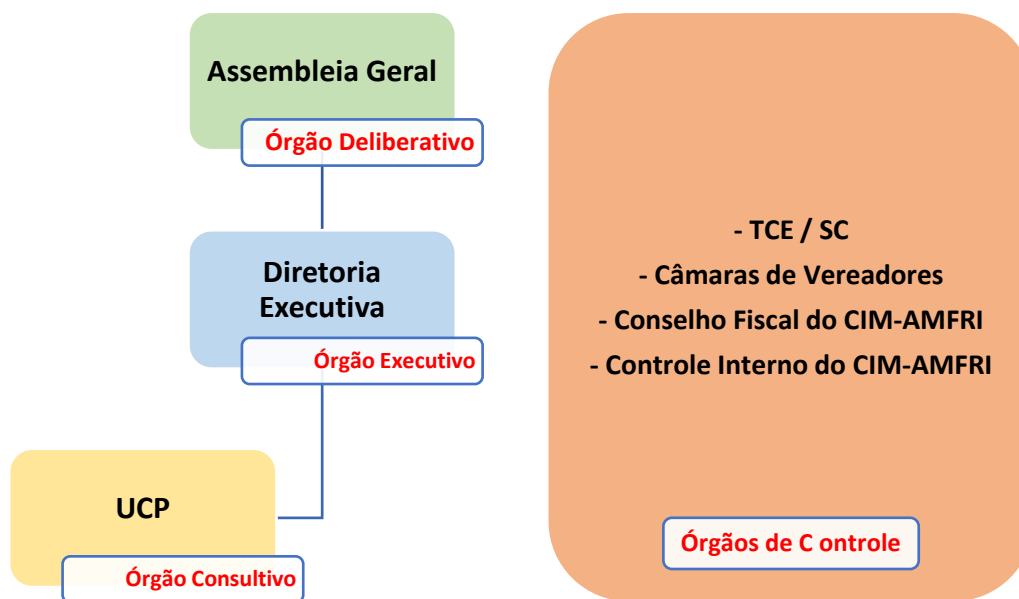 Assembleia Geral
Órgão Deliberativo
Diretoria
Executiva
Órgão Executivo
UCP
Órgão Consultivo
- TCE / SC
- Câmaras de Vereadores
- Conselho Fiscal do CIM-AMFRI
- Controle Interno do CIM-AMFRI
Órgãos de C ontrole